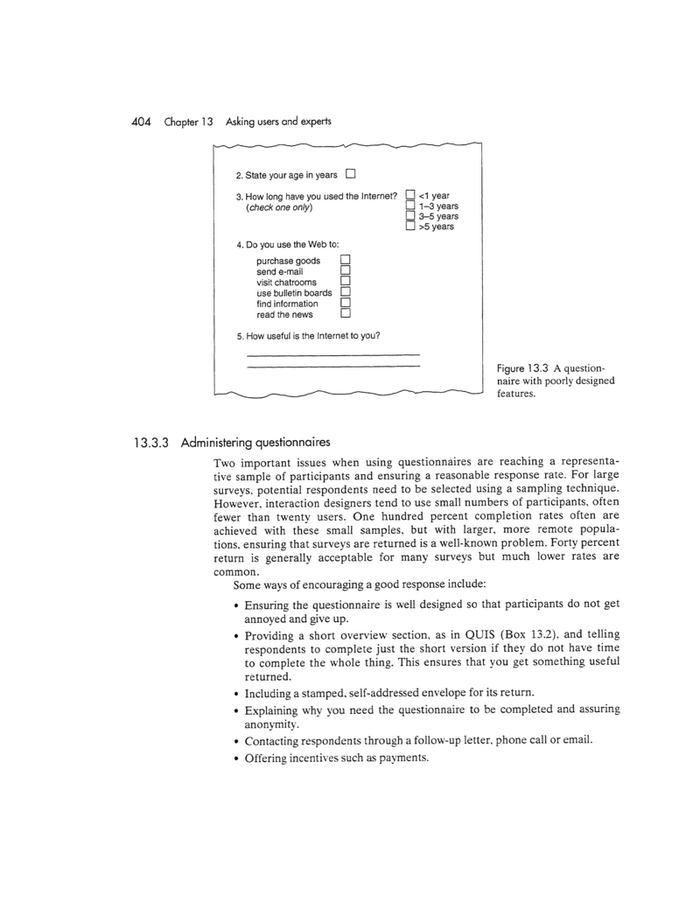 404 Chapter 13 Asking users and experts
2. State your age in years
3. How long have you used the Internet?
(check one only)
<1 year
1–3 years
3–5 years
>5 years
4. Do you use the Web to:
purchase goods
send e-mail
visit chatrooms
use bulletin boards
find information
read the news
5. How useful is the Internet to you?
Figure 13.3 A question-
naire with poorly designed
features.
13.3.3 Administering questionnaires
Two important issues when using questionnaires are reaching a representa-
tive sample of participants and ensuring a reasonable response rate. For large
surveys, potential respondents need to be selected using a sampling technique.
However, interaction designers tend to use small numbers of participants, often
fewer than twenty users. One hundred percent completion rates often are
achieved with these small samples, but with larger, more remote popula-
tions, ensuring that surveys are returned is a well-known problem. Forty percent
return is generally acceptable for many surveys but much lower rates are
common.
Some ways of encouraging a good response include:
• Ensuring the questionnaire is well designed so that participants do not get
annoyed and give up.
• Providing a short overview section, as in QUIS (Box 13.2), and telling
respondents to complete just the short version if they do not have time
to complete the whole thing. This ensures that you get something useful
returned.
• Including a stamped, self-addressed envelope for its return.
• Explaining why you need the questionnaire to be completed and assuring
anonymity.
• Contacting respondents through a follow-up letter, phone call or email.
• Offering incentives such as payments.